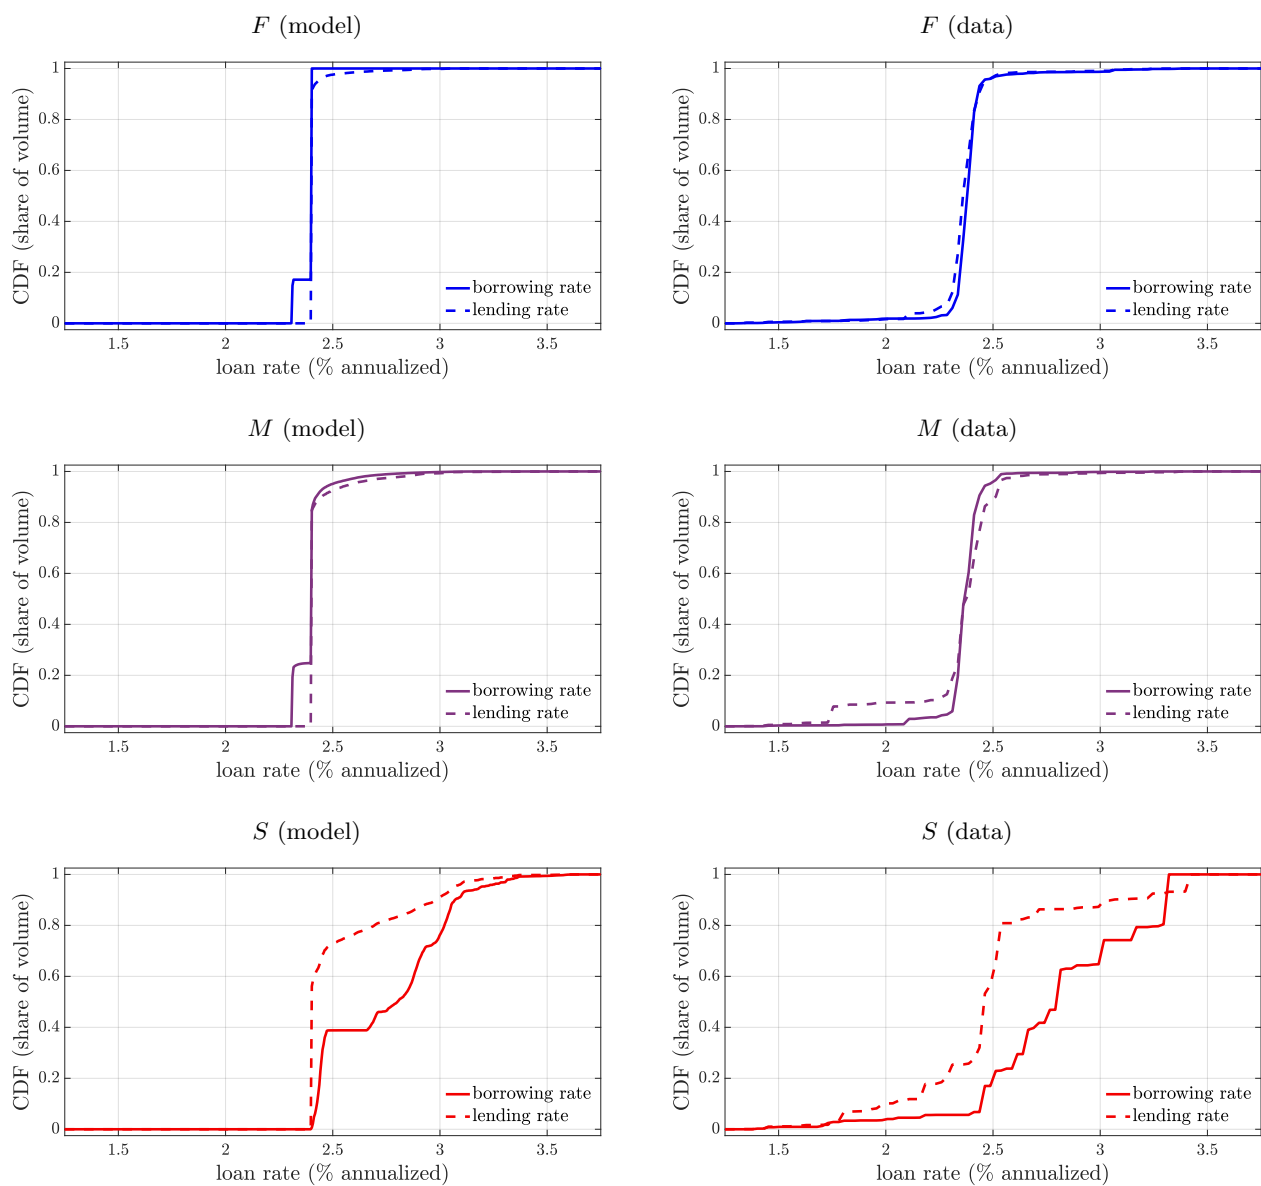 F (model)
CDF (share of volume)
1
0.8
0.6
0.4
0.2
0
borrowing rate
lending rate
1.5 2 2.5 3 3.5
loan rate (% annualized)
F (data)
CDF (share of volume)
1
0.8
0.6
0.4
0.2
0
borrowing rate
lending rate
1.5 2 2.5 3 3.5
loan rate (% annualized)
M (model)
CDF (share of volume)
1
0.8
0.6
0.4
0.2
0
borrowing rate
lending rate
1.5 2 2.5 3 3.5
loan rate (% annualized)
M (data)
CDF (share of volume)
1
0.8
0.6
0.4
0.2
0
borrowing rate
lending rate
1.5 2 2.5 3 3.5
loan rate (% annualized)
S (model)
CDF (share of volume)
1
0.8
0.6
0.4
0.2
0
borrowing rate
lending rate
1.5 2 2.5 3 3.5
loan rate (% annualized)
S (data)
CDF (share of volume)
1
0.8
0.6
0.4
0.2
0
borrowing rate
lending rate
1.5 2 2.5 3 3.5
loan rate (% annualized)